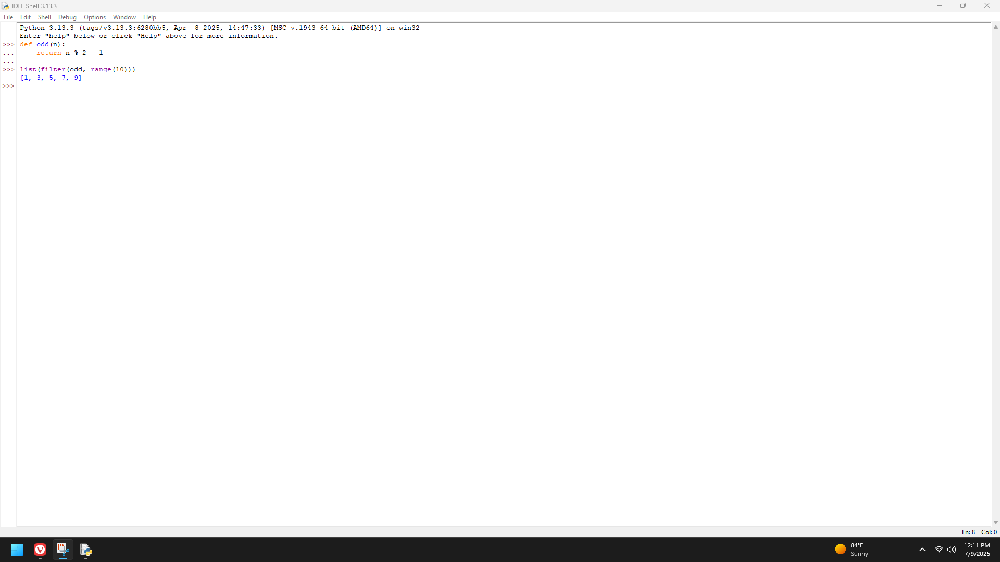 IDLE Shell 3.13.3
File Edit Shell Debug Options Window Help
Python 3.13.3 (tags/v3.13.3:6280bb5, Apr  8 2025, 14:47:33) [MSC v.1943 64 bit (AMD64)] on win32
Enter "help" below or click "Help" above for more information.
>>> def odd(n):
...     return n % 2 ==1
...
>>> list(filter(odd, range(10)))
[1, 3, 5, 7, 9]
>>>
Ln: 8 Col: 0
84°F
Sunny
12:11 PM
7/9/2025